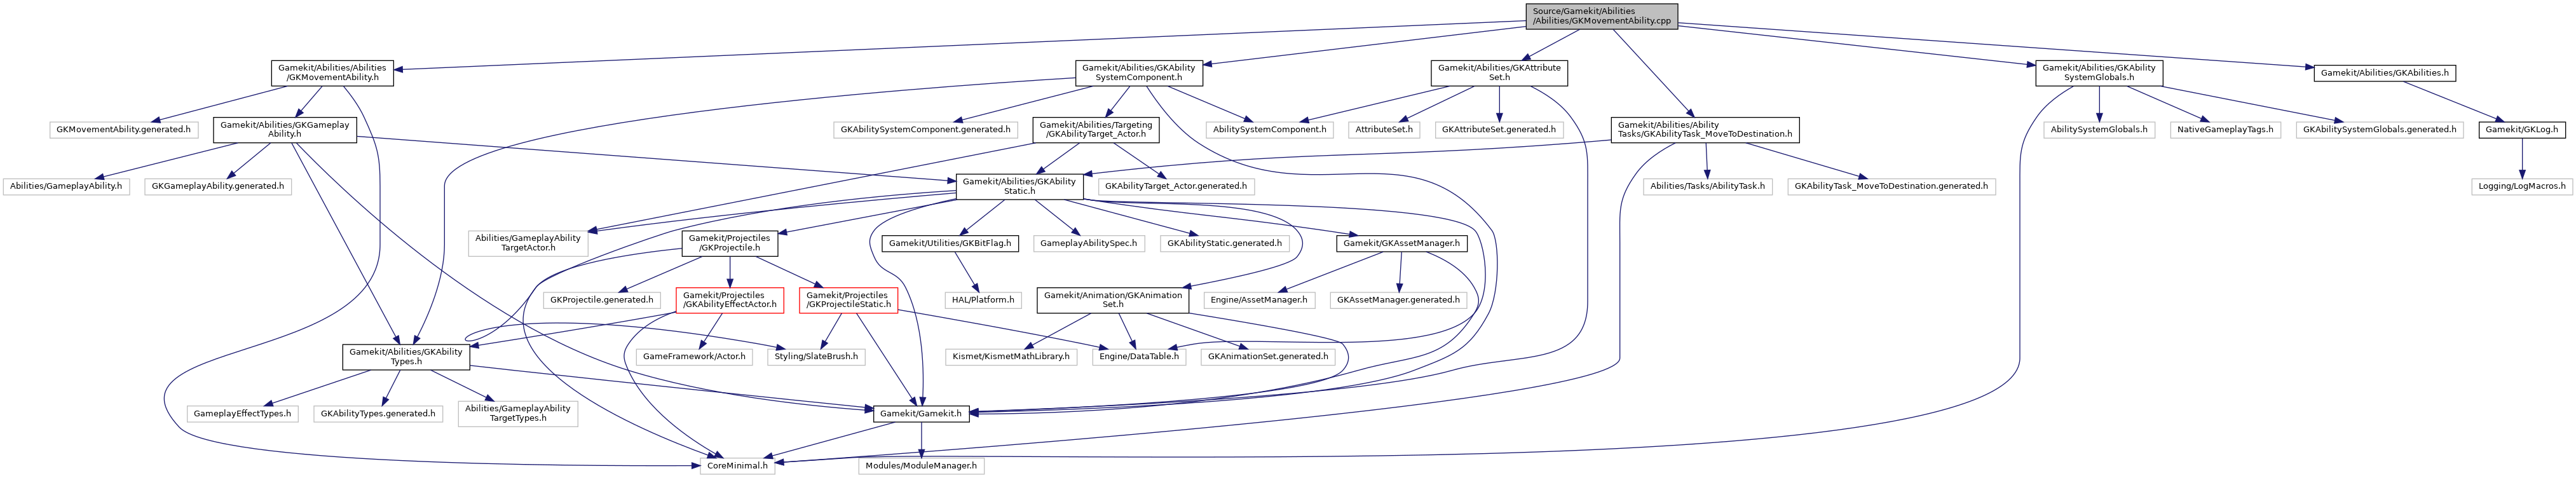 Source/Gamekit/Abilities
/Abilities/GKMovementAbility.cpp
Gamekit/Abilities/Abilities
/GKMovementAbility.h
Gamekit/Abilities/GKAbility
SystemComponent.h
Gamekit/Abilities/GKAttribute
Set.h
Gamekit/Abilities/GKAbility
SystemGlobals.h
Gamekit/Abilities/GKAbilities.h
GKMovementAbility.generated.h
Gamekit/Abilities/GKGameplay
Ability.h
GKAbilitySystemComponent.generated.h
Gamekit/Abilities/Targeting
/GKAbilityTarget_Actor.h
AbilitySystemComponent.h
AttributeSet.h
GKAttributeSet.generated.h
Gamekit/Abilities/Ability
Tasks/GKAbilityTask_MoveToDestination.h
AbilitySystemGlobals.h
NativeGameplayTags.h
GKAbilitySystemGlobals.generated.h
Gamekit/GKLog.h
Abilities/GameplayAbility.h
GKGameplayAbility.generated.h
Gamekit/Abilities/GKAbility
Static.h
GKAbilityTarget_Actor.generated.h
Abilities/Tasks/AbilityTask.h
GKAbilityTask_MoveToDestination.generated.h
Logging/LogMacros.h
Abilities/GameplayAbility
TargetActor.h
Gamekit/Projectiles
/GKProjectile.h
Gamekit/Utilities/GKBitFlag.h
GameplayAbilitySpec.h
GKAbilityStatic.generated.h
Gamekit/GKAssetManager.h
GKProjectile.generated.h
Gamekit/Projectiles
/GKAbilityEffectActor.h
Gamekit/Projectiles
/GKProjectileStatic.h
HAL/Platform.h
Gamekit/Animation/GKAnimation
Set.h
Engine/AssetManager.h
GKAssetManager.generated.h
Gamekit/Abilities/GKAbility
Types.h
GameFramework/Actor.h
Styling/SlateBrush.h
Kismet/KismetMathLibrary.h
Engine/DataTable.h
GKAnimationSet.generated.h
GameplayEffectTypes.h
GKAbilityTypes.generated.h
Abilities/GameplayAbility
TargetTypes.h
Gamekit/Gamekit.h
CoreMinimal.h
Modules/ModuleManager.h